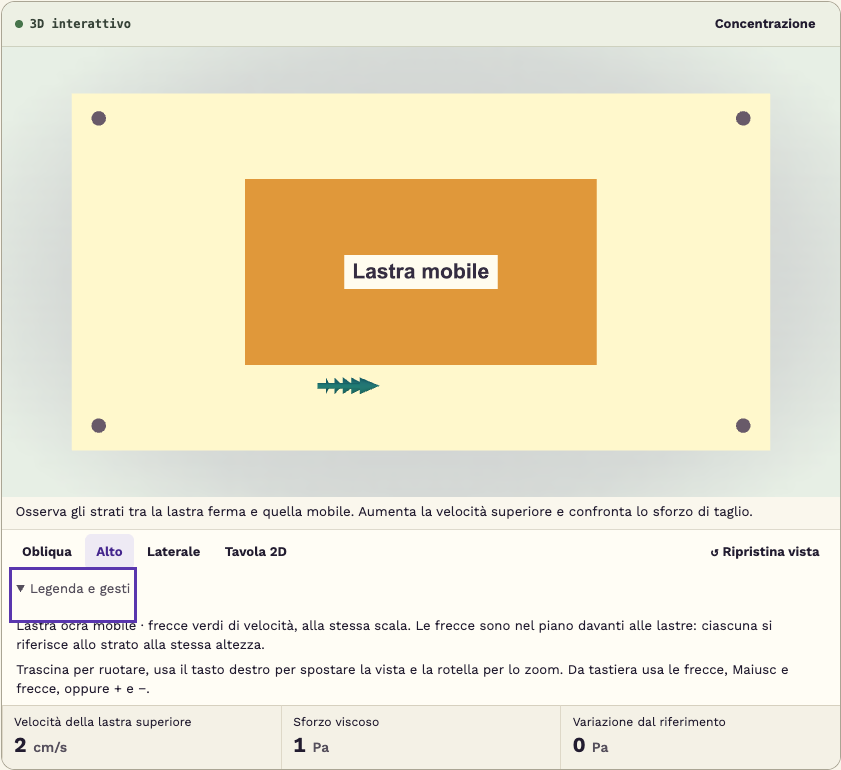 3D interattivo
Concentrazione
Lastra mobile
Osserva gli strati tra la lastra ferma e quella mobile. Aumenta la velocità superiore e confronta lo sforzo di taglio.
Obliqua
Alto
Laterale
Tavola 2D
↺ Ripristina vista
▼ Legenda e gesti
Lastra ocra mobile · frecce verdi di velocità, alla stessa scala. Le frecce sono nel piano davanti alle lastre: ciascuna si
riferisce allo strato alla stessa altezza.
Trascina per ruotare, usa il tasto destro per spostare la vista e la rotella per lo zoom. Da tastiera usa le frecce, Maiusc e
frecce, oppure + e −.
Velocità della lastra superiore
2 cm/s
Sforzo viscoso
1 Pa
Variazione dal riferimento
0 Pa